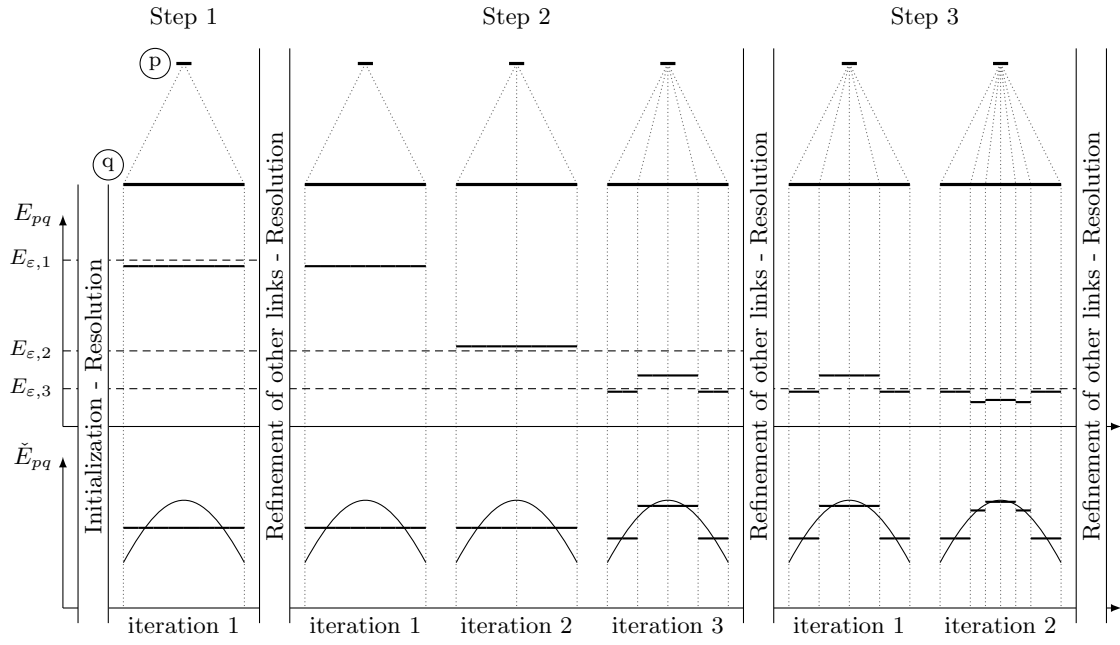 Step 1
Step 2
Step 3
p
q
E_{pq}
E_{ε,1}
E_{ε,2}
E_{ε,3}
Ě_{pq}
Initialization - Resolution
Refinement of other links - Resolution
Refinement of other links - Resolution
Refinement of other links - Resolution
iteration 1
iteration 1
iteration 2
iteration 3
iteration 1
iteration 2